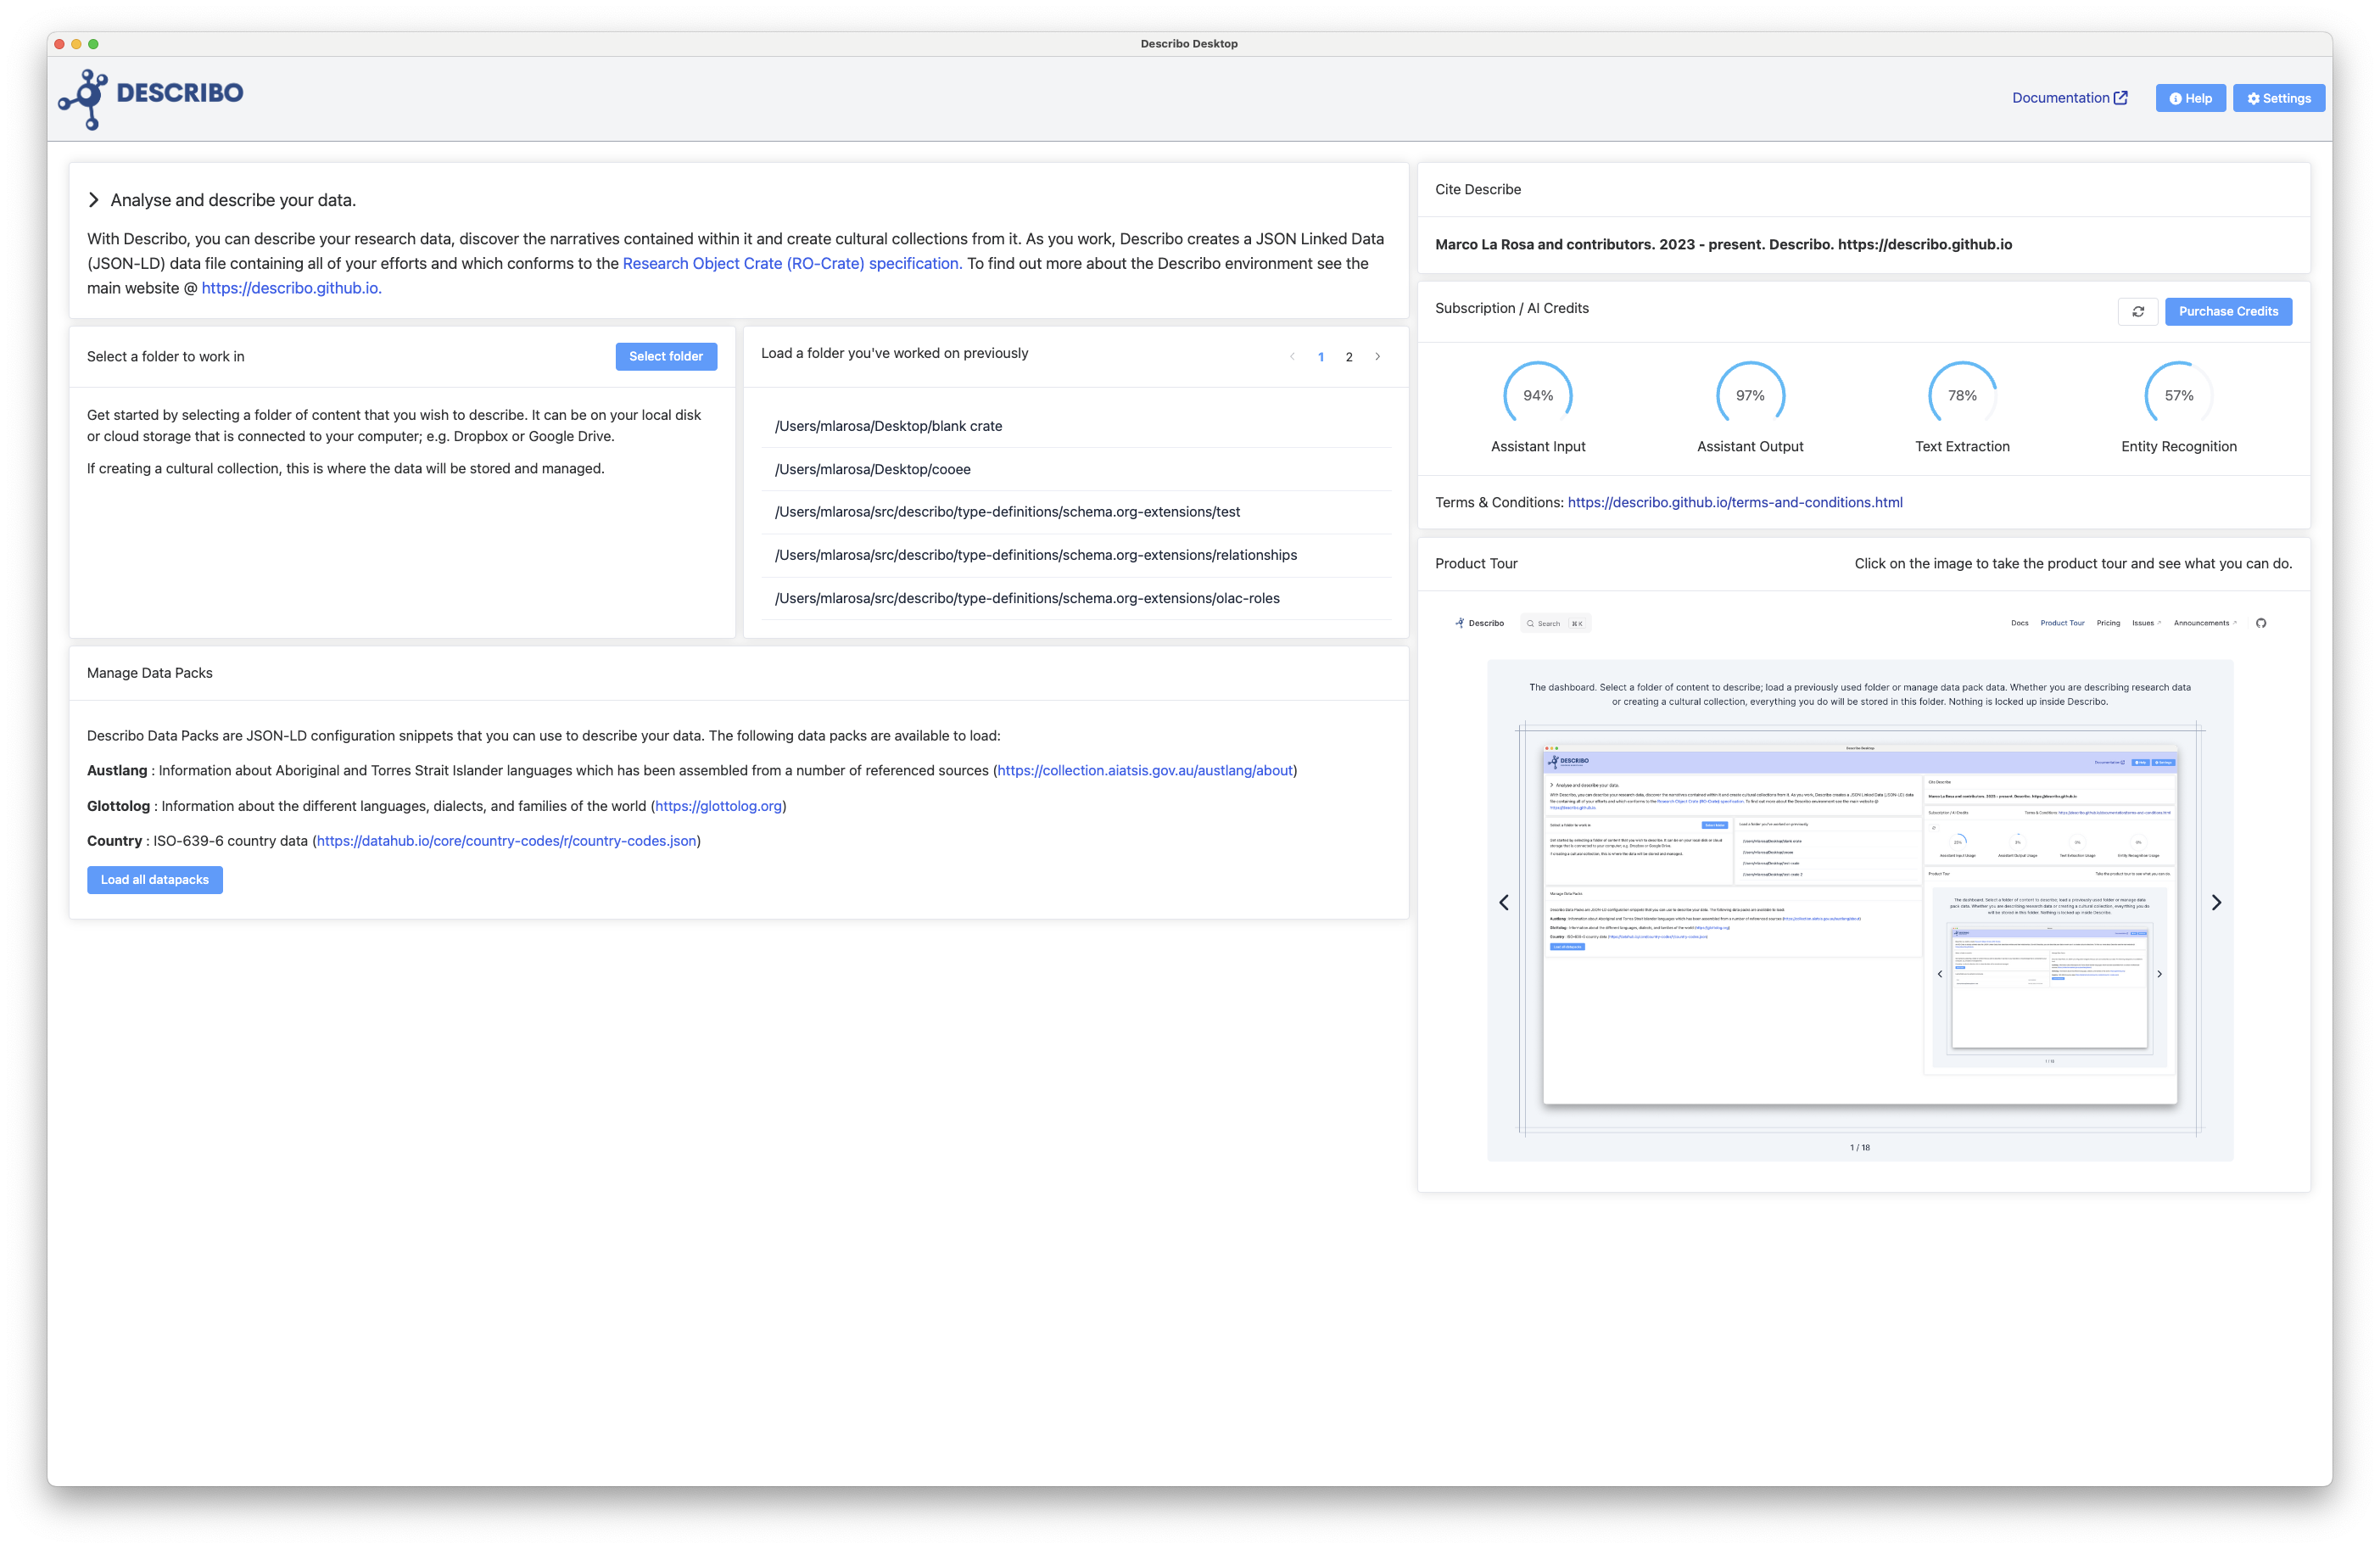 Describo Desktop
DESCRIBO
Documentation
Help
Settings
Analyse and describe your data.
With Describo, you can describe your research data, discover the narratives contained within it and create cultural collections from it. As you work, Describo creates a JSON Linked Data
(JSON-LD) data file containing all of your efforts and which conforms to the Research Object Crate (RO-Crate) specification. To find out more about the Describo environment see the
main website @ https://describo.github.io.
Select a folder to work in
Select folder
Get started by selecting a folder of content that you wish to describe. It can be on your local disk
or cloud storage that is connected to your computer; e.g. Dropbox or Google Drive.
If creating a cultural collection, this is where the data will be stored and managed.
Load a folder you've worked on previously
1 2
/Users/mlarosa/Desktop/blank crate
/Users/mlarosa/Desktop/cooee
/Users/mlarosa/src/describo/type-definitions/schema.org-extensions/test
/Users/mlarosa/src/describo/type-definitions/schema.org-extensions/relationships
/Users/mlarosa/src/describo/type-definitions/schema.org-extensions/olac-roles
Manage Data Packs
Describo Data Packs are JSON-LD configuration snippets that you can use to describe your data. The following data packs are available to load:
Austlang : Information about Aboriginal and Torres Strait Islander languages which has been assembled from a number of referenced sources (https://collection.aiatsis.gov.au/austlang/about)
Glottolog : Information about the different languages, dialects, and families of the world (https://glottolog.org)
Country : ISO-639-6 country data (https://datahub.io/core/country-codes/r/country-codes.json)
Load all datapacks
Cite Describe
Marco La Rosa and contributors. 2023 - present. Describo. https://describo.github.io
Subscription / AI Credits
Purchase Credits
94% 97% 78% 57%
Assistant Input Assistant Output Text Extraction Entity Recognition
Terms & Conditions: https://describo.github.io/terms-and-conditions.html
Product Tour
Click on the image to take the product tour and see what you can do.
Describo
Search ⌘K
Docs Product Tour Pricing Issues Announcements
The dashboard. Select a folder of content to describe; load a previously used folder or manage data pack data. Whether you are describing research data
or creating a cultural collection, everything you do will be stored in this folder. Nothing is locked up inside Describo.
DESCRIBO
Analyse and describe your data.
Manage Data Packs
Cite Describe
Product Tour
1 / 18